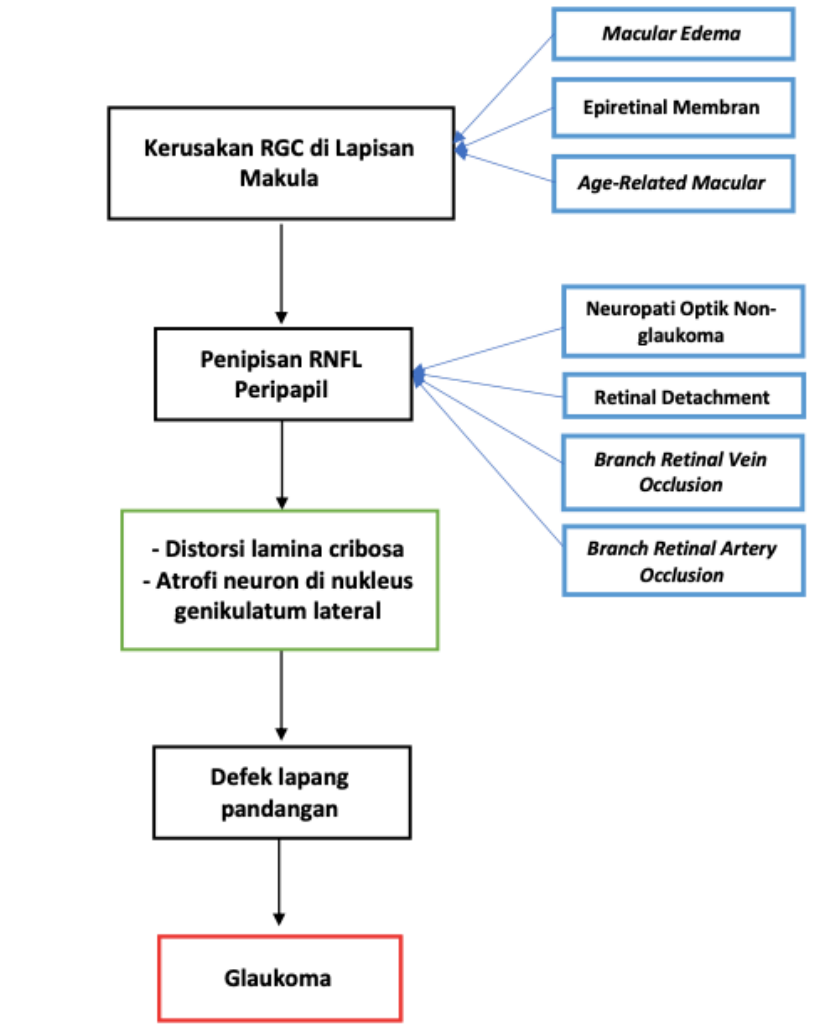 Macular Edema
Epiretinal Membran
Age-Related Macular
Kerusakan RGC di Lapisan
Makula
Neuropati Optik Non-
glaukoma
Retinal Detachment
Branch Retinal Vein
Occlusion
Branch Retinal Artery
Occlusion
Penipisan RNFL
Peripapil
- Distorsi lamina cribosa
- Atrofi neuron di nukleus
genikulatum lateral
Defek lapang
pandangan
Glaukoma